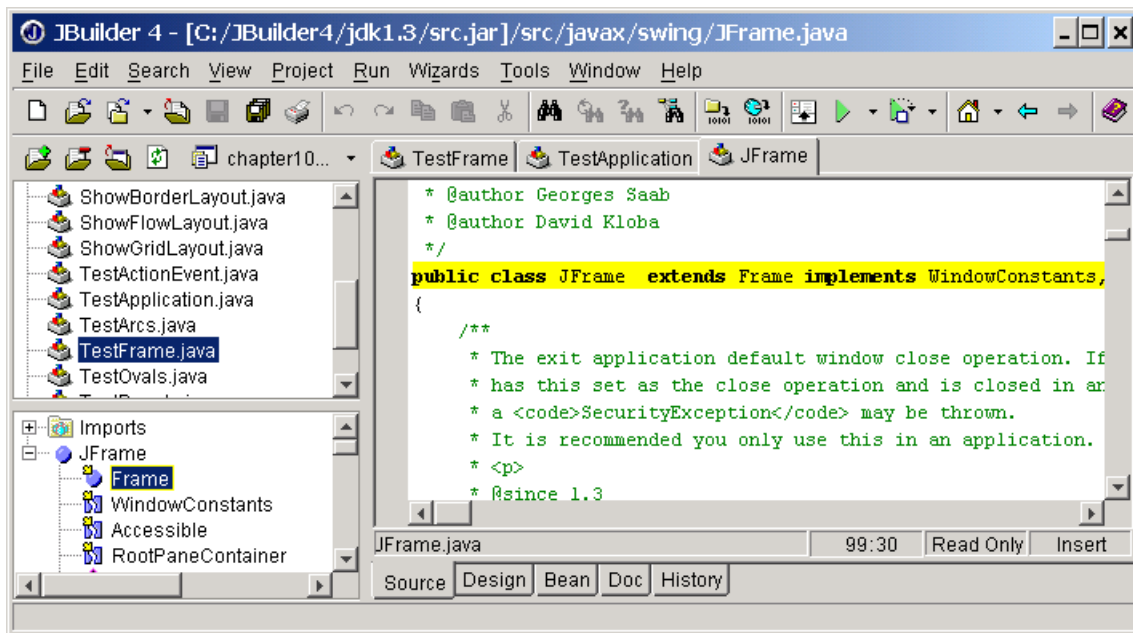 JBuilder 4 - [C:/JBuilder4/jdk1.3/src.jar]/src/javax/swing/JFrame.java
File Edit Search View Project Run Wizards Tools Window Help
chapter10...
ShowBorderLayout.java
ShowFlowLayout.java
ShowGridLayout.java
TestActionEvent.java
TestApplication.java
TestArcs.java
TestFrame.java
TestOvals.java
Imports
JFrame
Frame
WindowConstants
Accessible
RootPaneContainer
TestFrame TestApplication JFrame
* @author Georges Saab
* @author David Kloba
*/
public class JFrame  extends Frame implements WindowConstants,
{
/**
* The exit application default window close operation. If
* has this set as the close operation and is closed in an
* a <code>SecurityException</code> may be thrown.
* It is recommended you only use this in an application.
* <p>
* @since 1.3
JFrame.java 99:30 Read Only Insert
Source Design Bean Doc History